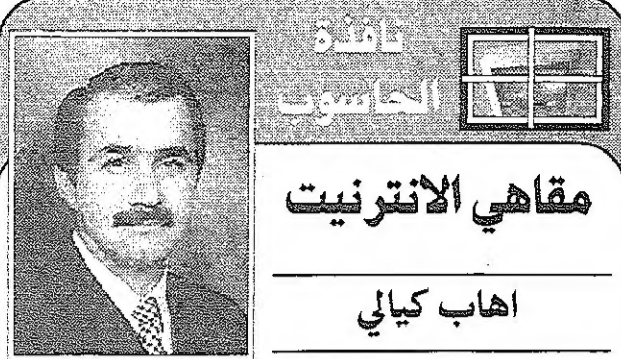 نافذة
الحاسوب
مقاهي الانترنيت
اهاب كيالي